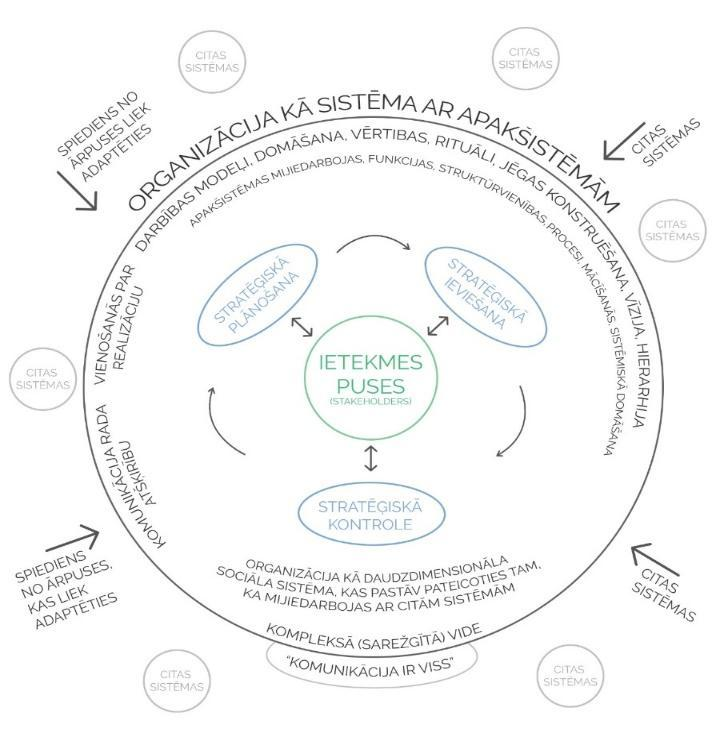 CITAS
SISTĒMAS
CITAS
SISTĒMAS
SPIEDIENS NO
ĀRPUSES LIEK
ADAPTĒTIES
ORGANIZĀCIJA KĀ SISTĒMA AR APAKŠSISTĒMĀM
CITAS
SISTĒMAS
DARBĪBAS MODEĻI, DOMĀŠANA, VĒRTĪBAS, RITUĀLI, JĒGAS KONSTRUĒŠANA, VĪZIJA, HIERARHIJA
APAKŠSISTĒMAS MIJIEDARBOJAS, FUNKCIJAS, STRUKTŪRVIENĪBAS, PROCESI, MĀCĪŠANĀS, SISTĒMISKĀ DOMĀŠANA
CITAS
SISTĒMAS
STRATĒĢISKĀ
PLĀNOŠANA
STRATĒĢISKĀ
IEVIEŠANA
VIENOŠANĀS PAR
REALIZĀCIJU
IETEKMES
PUSES
(STAKEHOLDERS)
CITAS
SISTĒMAS
KOMUNIKĀCIJA RADA
ATŠĶIRĪBU
STRATĒĢISKĀ
KONTROLE
SPIEDIENS
NO ĀRPUSES,
KAS LIEK
ADAPTĒTIES
ORGANIZĀCIJA KĀ DAUDZDIMENSIONĀLA
SOCIĀLA SISTĒMA, KAS PASTĀV PATEICOTIES TAM,
KA MIJIEDARBOJAS AR CITĀM SISTĒMĀM
CITAS
SISTĒMAS
KOMPLEKSĀ (SAREŽĢĪTĀ) VIDE
"KOMUNIKĀCIJA IR VISS"
CITAS
SISTĒMAS
CITAS
SISTĒMAS